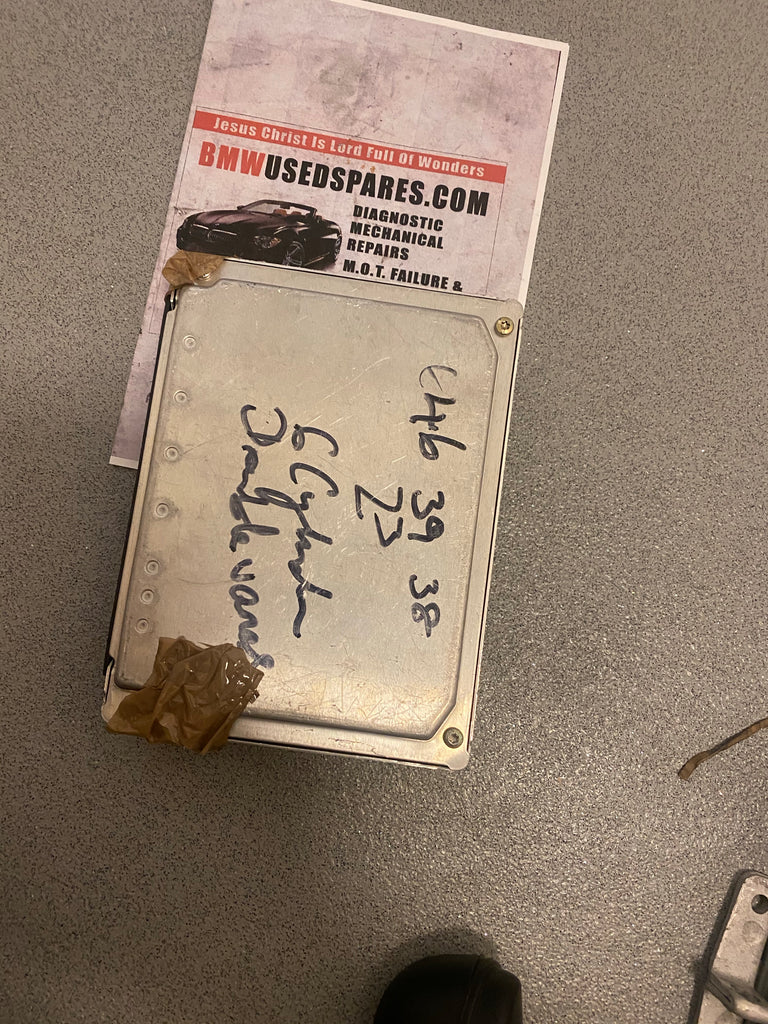 Jesus Christ Is Lord Full Of Wonders
BMWUSEDSPARES.COM
DIAGNOSTIC
MECHANICAL
REPAIRS
M.O.T. FAILURE &
E46 39 38
Z3
6 Cylinder
Double vanos